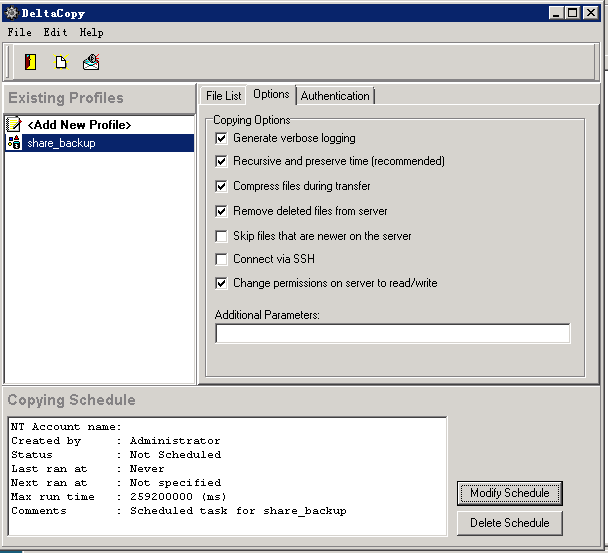 DeltaCopy
File Edit Help
Existing Profiles
<Add New Profile>
share_backup
File List Options Authentication
Copying Options
Generate verbose logging
Recursive and preserve time (recommended)
Compress files during transfer
Remove deleted files from server
Skip files that are newer on the server
Connect via SSH
Change permissions on server to read/write
Additional Parameters:
Copying Schedule
NT Account name:
Created by : Administrator
Status : Not Scheduled
Last ran at : Never
Next ran at : Not specified
Max run time : 259200000 (ms)
Comments : Scheduled task for share_backup
Modify Schedule
Delete Schedule